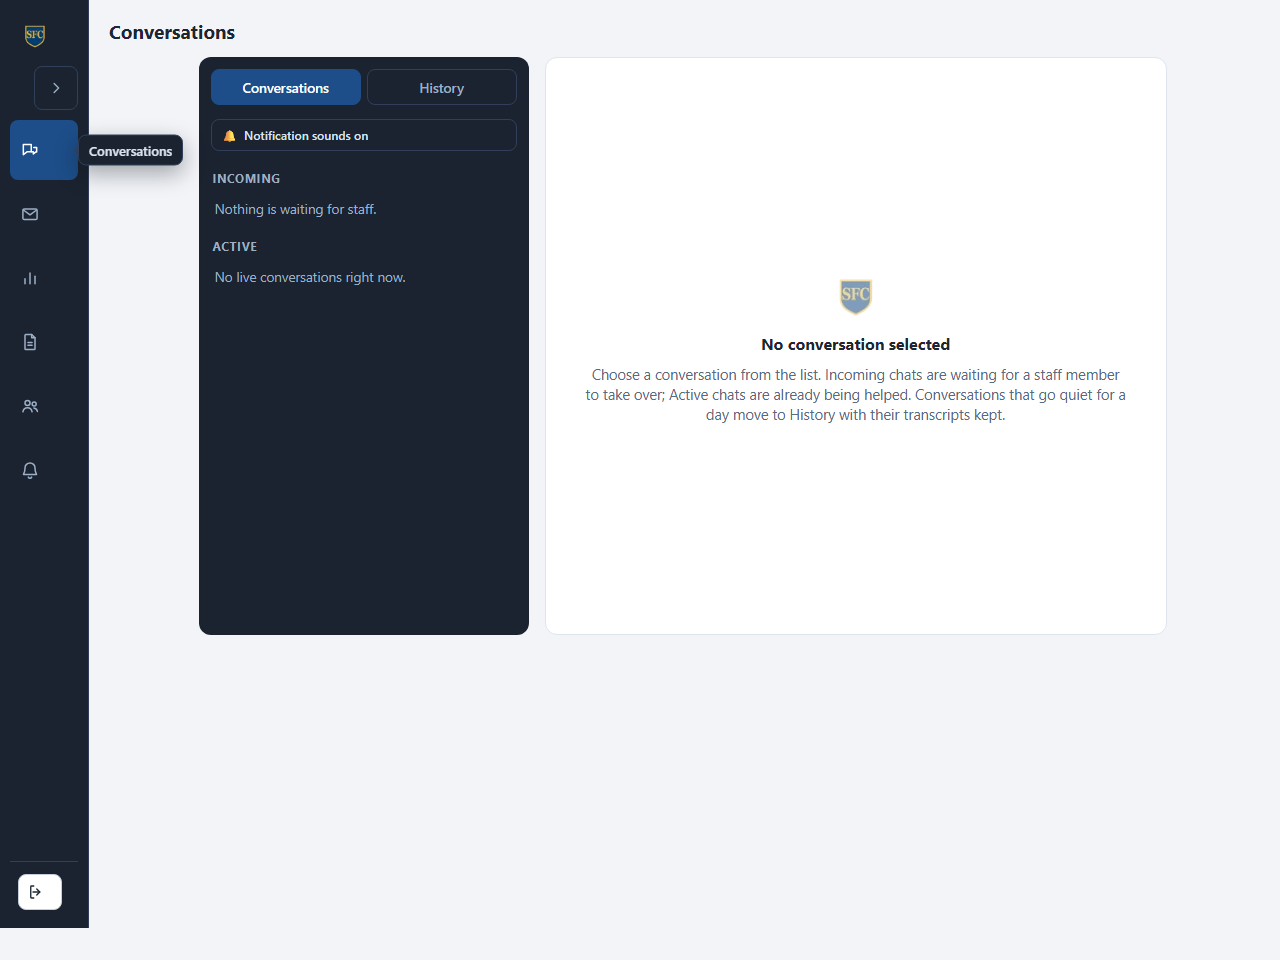 SFC
Conversations
Conversations
Conversations
History
Notification sounds on
INCOMING
Nothing is waiting for staff.
ACTIVE
No live conversations right now.
SFC
No conversation selected
Choose a conversation from the list. Incoming chats are waiting for a staff member
to take over; Active chats are already being helped. Conversations that go quiet for a
day move to History with their transcripts kept.